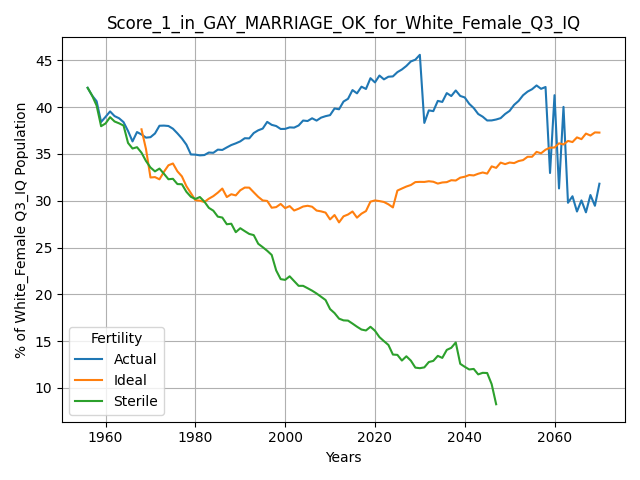 Score_1_in_GAY_MARRIAGE_OK_for_White_Female_Q3_IQ
% of White_Female Q3_IQ Population
45
40
35
30
25
20
15
10
Fertility
Actual
Ideal
Sterile
1960 1980 2000 2020 2040 2060
Years